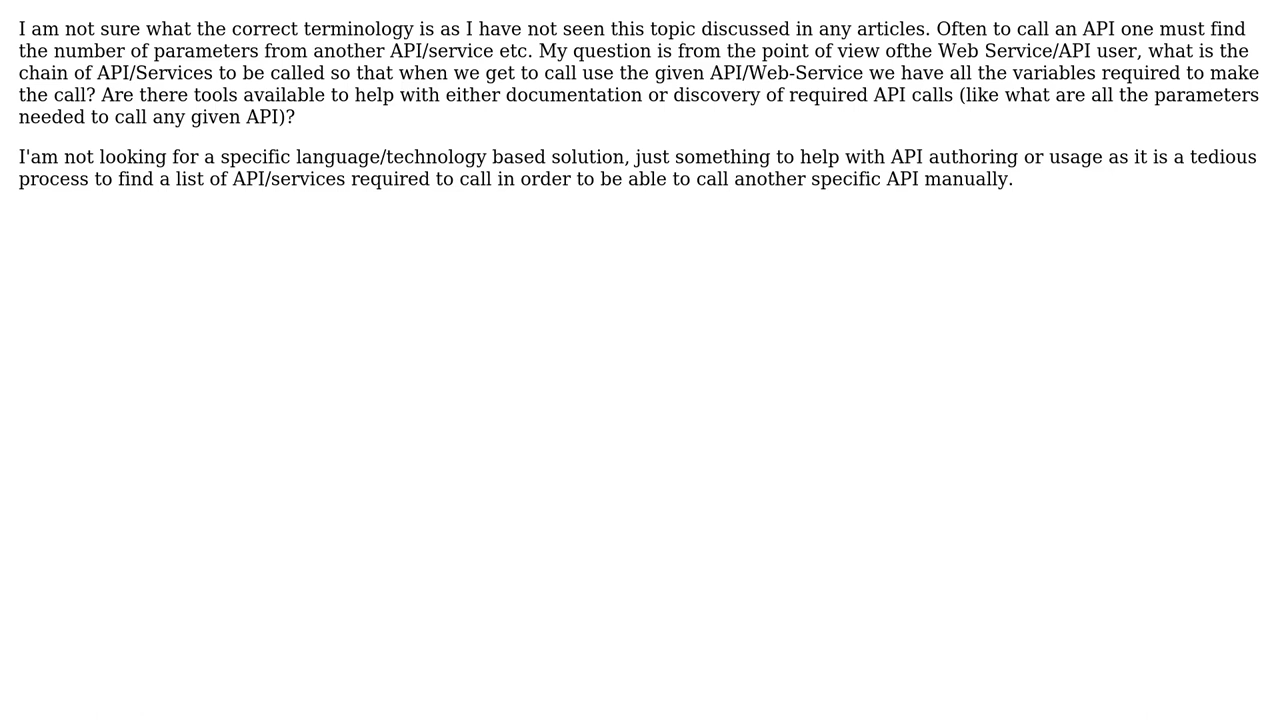 I am not sure what the correct terminology is as I have not seen this topic discussed in any articles. Often to call an API one must find
the number of parameters from another API/service etc. My question is from the point of view ofthe Web Service/API user, what is the
chain of API/Services to be called so that when we get to call use the given API/Web-Service we have all the variables required to make
the call? Are there tools available to help with either documentation or discovery of required API calls (like what are all the parameters
needed to call any given API)?
I'am not looking for a specific language/technology based solution, just something to help with API authoring or usage as it is a tedious
process to find a list of API/services required to call in order to be able to call another specific API manually.